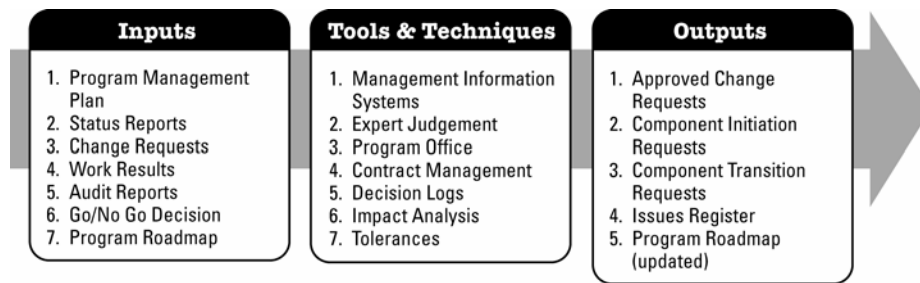 Inputs
1. Program Management
Plan
2. Status Reports
3. Change Requests
4. Work Results
5. Audit Reports
6. Go/No Go Decision
7. Program Roadmap
Tools & Techniques
1. Management Information
Systems
2. Expert Judgement
3. Program Office
4. Contract Management
5. Decision Logs
6. Impact Analysis
7. Tolerances
Outputs
1. Approved Change
Requests
2. Component Initiation
Requests
3. Component Transition
Requests
4. Issues Register
5. Program Roadmap
(updated)